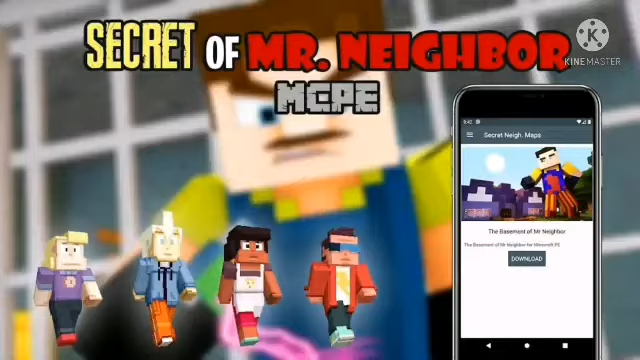 SECRET OF MR. NEIGHBOR
MCPE
KINEMASTER
Secret Neigh. Maps
The Basement of Mr Neighbor
The Basement of Mr Neighbor for Minecraft PE
DOWNLOAD